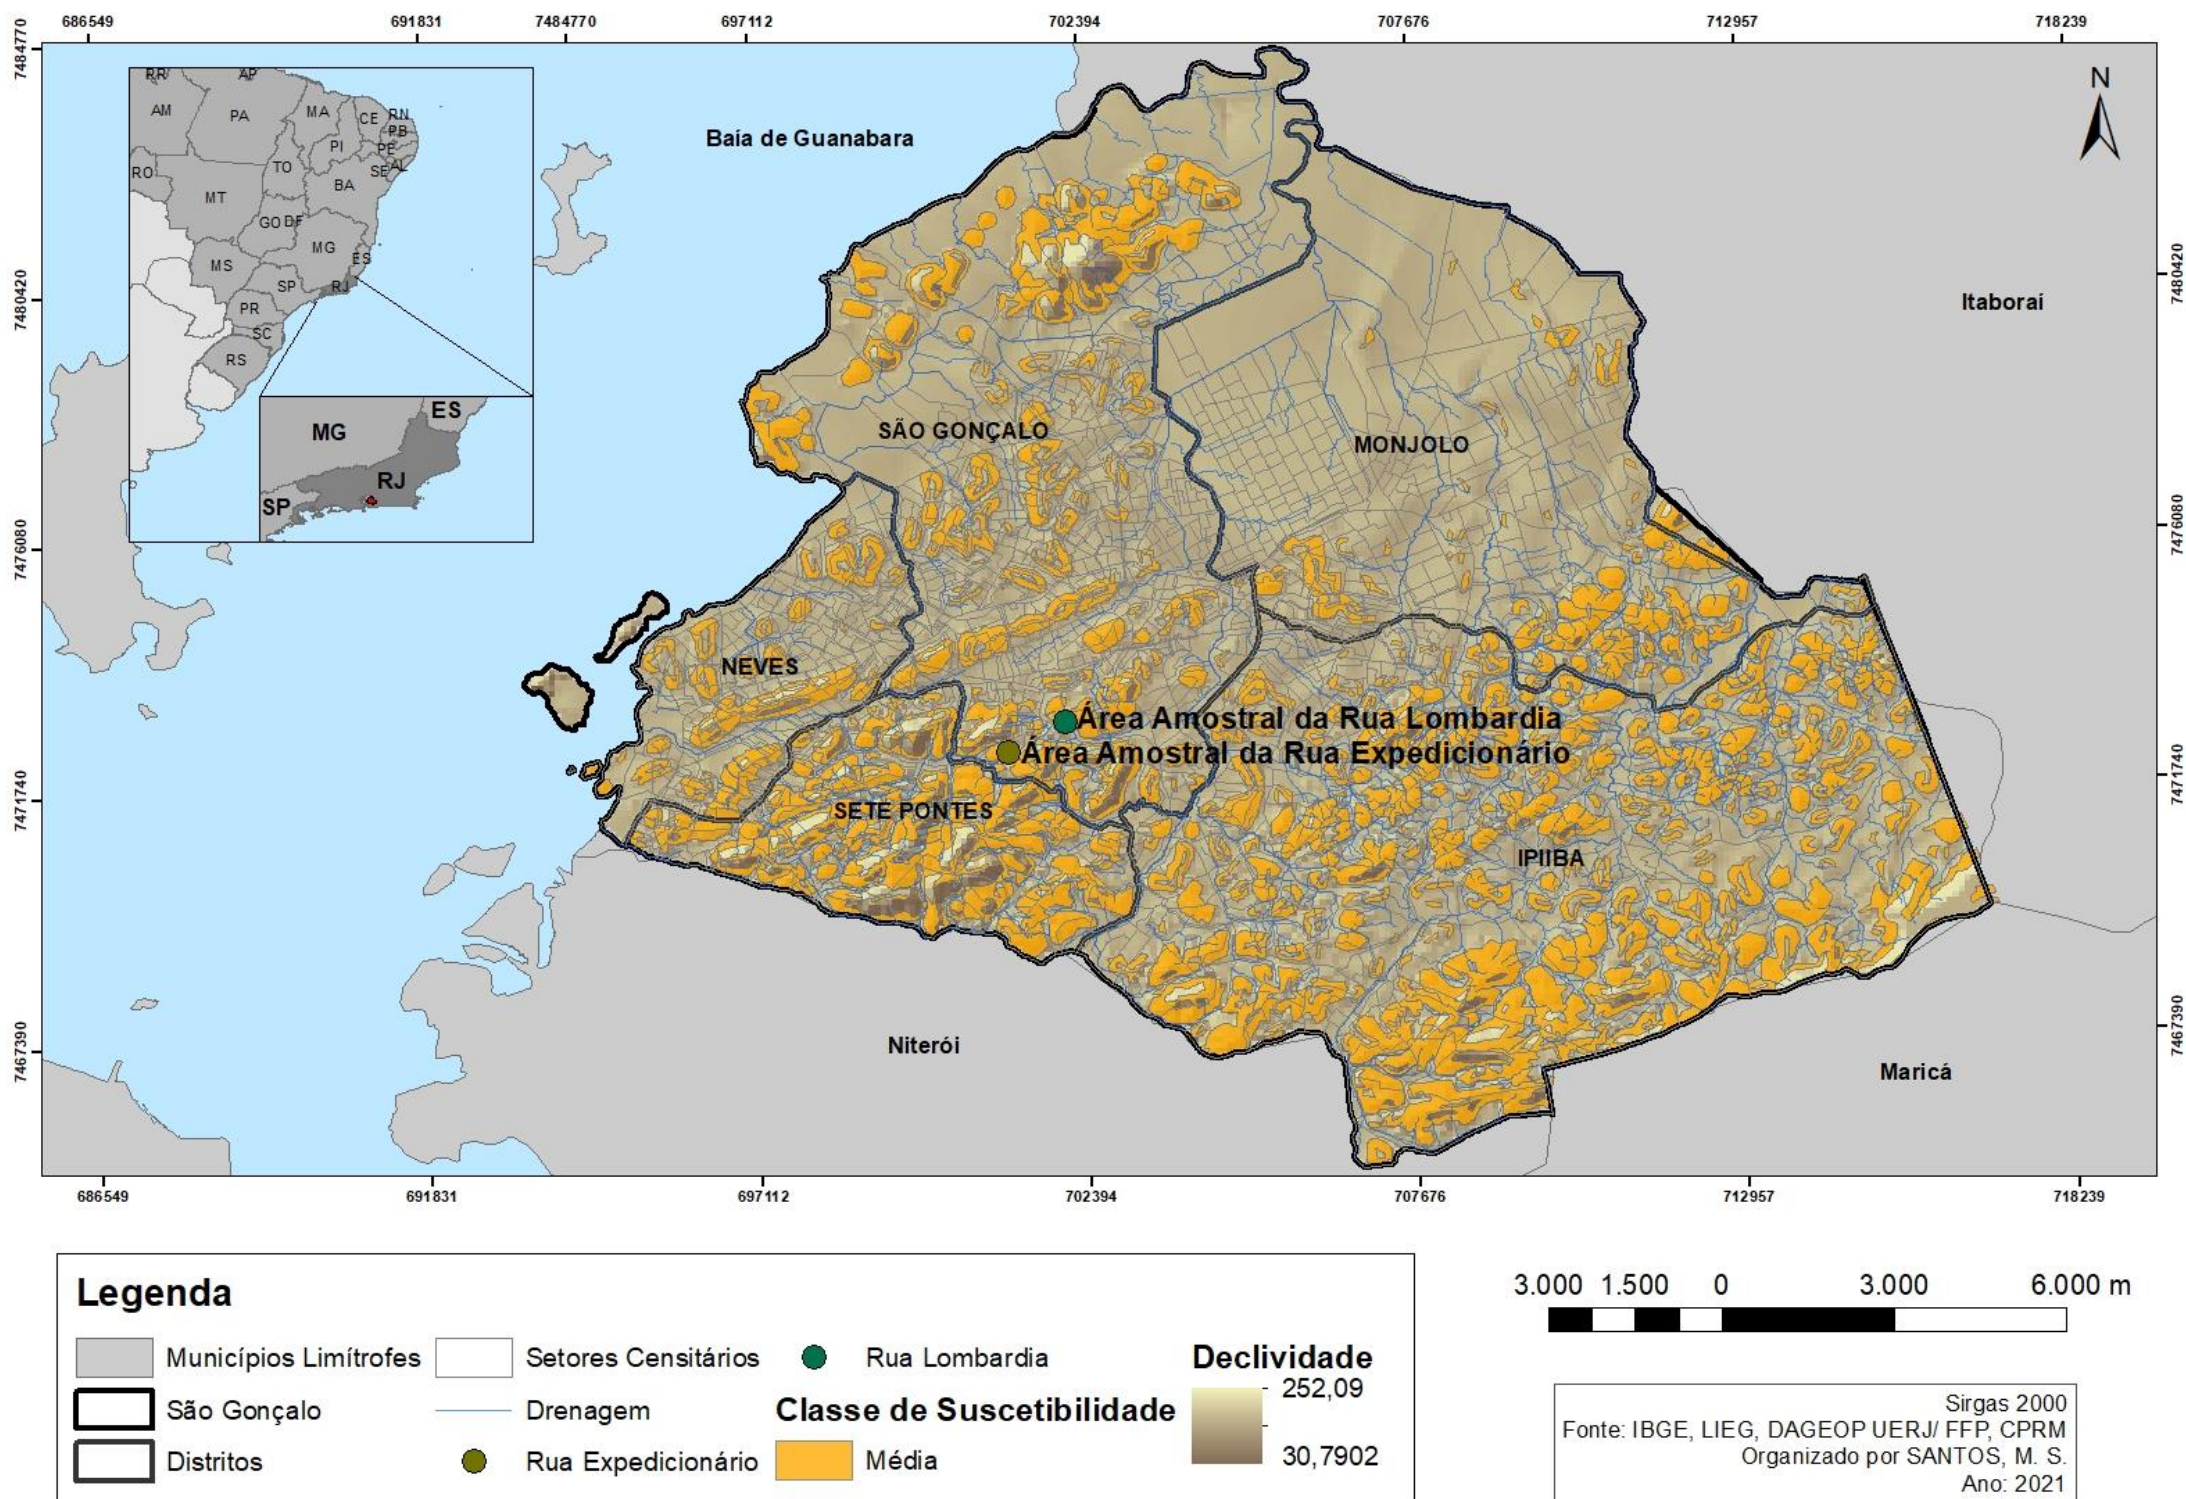 686549 691831 7484770 697112 702394 707676 712957 718239
7484770
7480420
7476080
7471740
7467390
7480420
7476080
7471740
7467390
RR AP
AM PA MA CE RN
PB
PI PE
RO TO SE AL
MT BA
GO DF
MG
MS ES
SP RJ
PR
SC
RS
MG ES
RJ
SP
Baía de Guanabara
N
Itaboraí
SÃO GONÇALO
MONJOLO
NEVES
Área Amostral da Rua Lombardia
Área Amostral da Rua Expedicionário
SETE PONTES
IPIIBA
Niterói
Maricá
686549 691831 697112 702394 707676 712957 718239
Legenda
Municípios Limítrofes
São Gonçalo
Distritos
Setores Censitários
Drenagem
Rua Expedicionário
Rua Lombardia
Classe de Suscetibilidade
Média
Declividade
252,09
30,7902
3.000 1.500 0 3.000 6.000 m
Sirgas 2000
Fonte: IBGE, LIEG, DAGEOP UERJ/ FFP, CPRM
Organizado por SANTOS, M. S.
Ano: 2021